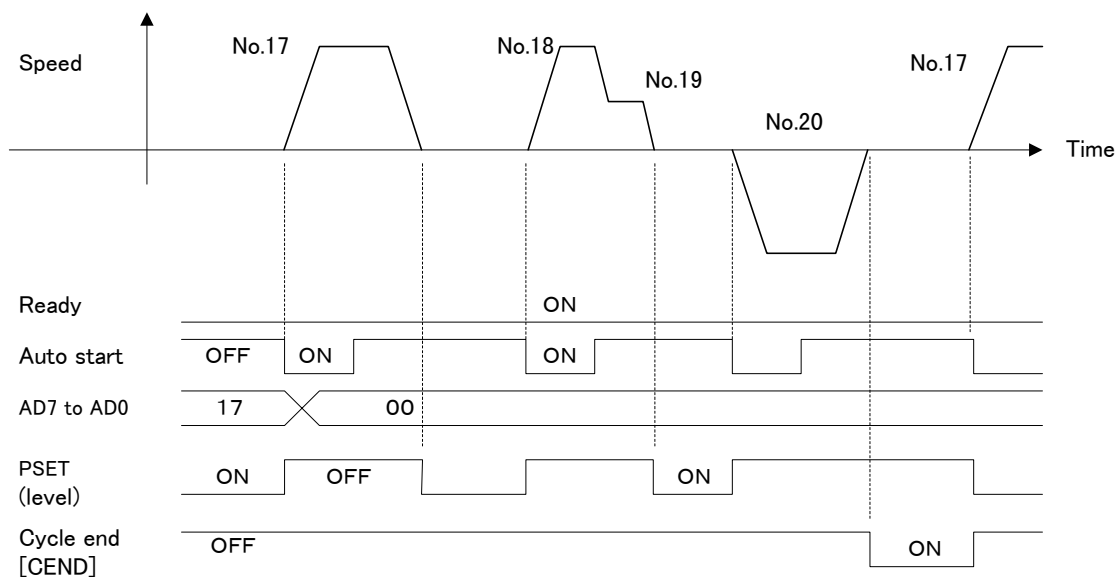 Speed
No.17
No.18
No.19
No.20
No.17
Time
Ready
ON
Auto start
OFF
ON
ON
AD7 to AD0
17
00
PSET
(level)
ON
OFF
ON
Cycle end
[CEND]
OFF
ON